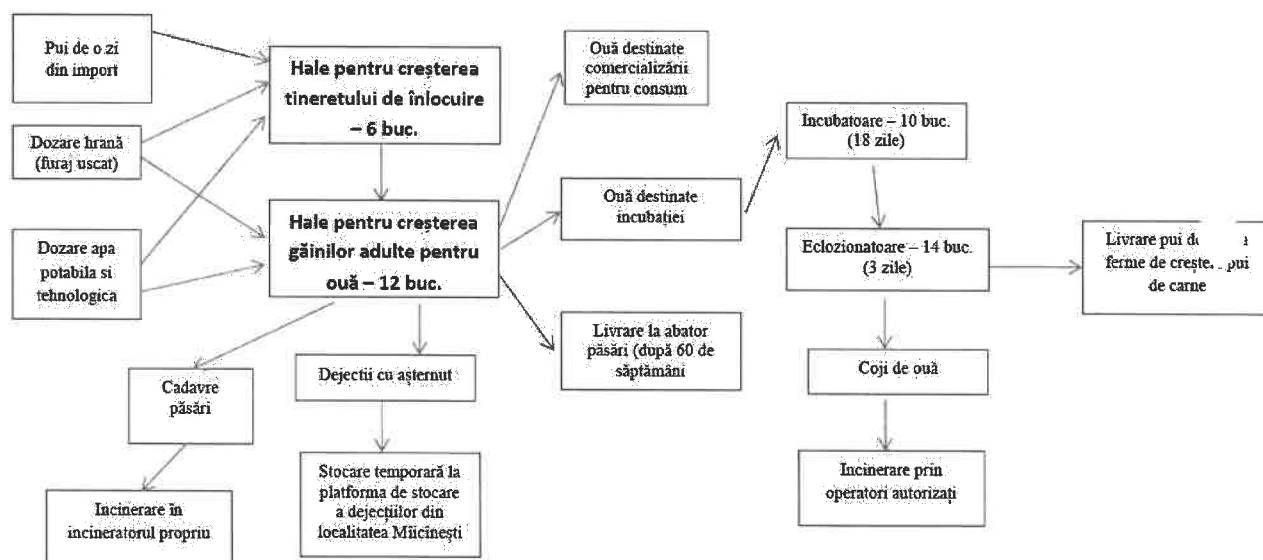 Pui de o zi
din import
Hale pentru creșterea
tineretului de înlocuire
– 6 buc.
Ouă destinate
comercializării
pentru consum
Dozare hrană
(furaj uscat)
Incubatoare – 10 buc.
(18 zile)
Ouă destinate
incubației
Hale pentru creșterea
găinilor adulte pentru
ouă – 12 buc.
Dozare apa
potabila si
tehnologica
Eclozionatoare – 14 buc.
(3 zile)
Livrare pui
ferme de pui
de carne
Livrare la abator
păsări (după 60 de
săptămâni
Cadavre
păsări
Dejectii cu așternut
Coji de ouă
Incinerare în
incineratorul propriu
Stocare temporară la
platforma de stocare
a dejecțiilor din
localitatea Miicinești
Incinerare prin
operatori autorizați